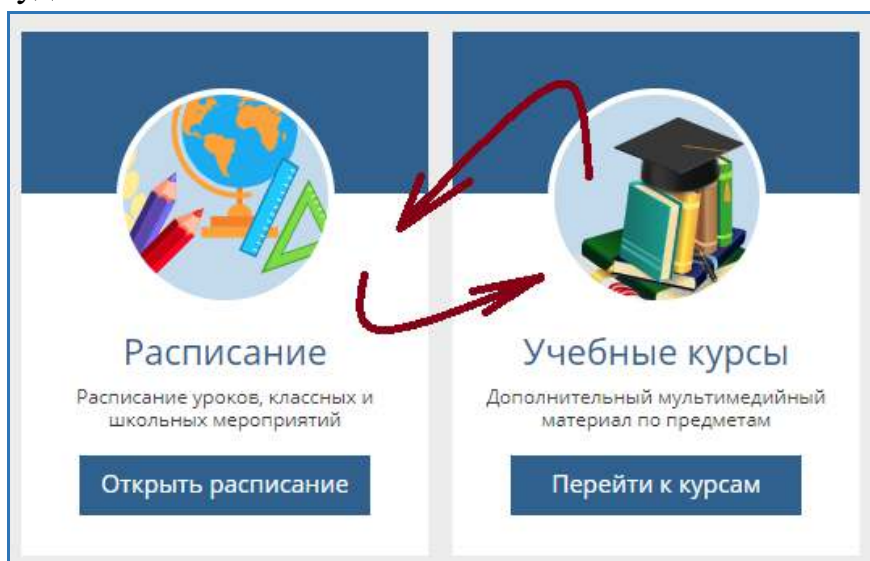 Расписание
Расписание уроков, классных и
школьных мероприятий
Открыть расписание
Учебные курсы
Дополнительный мультимедийный
материал по предметам
Перейти к курсам